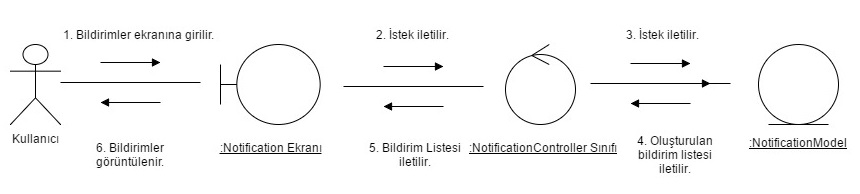 1. Bildirimler ekranına girilir.
2. İstek iletilir.
3. İstek iletilir.
Kullanıcı
6. Bildirimler
görüntülenir.
:Notification Ekranı
5. Bildirim Listesi
iletilir.
:NotificationController Sınıfı
4. Oluşturulan
bildirim listesi
iletilir.
:NotificationModel